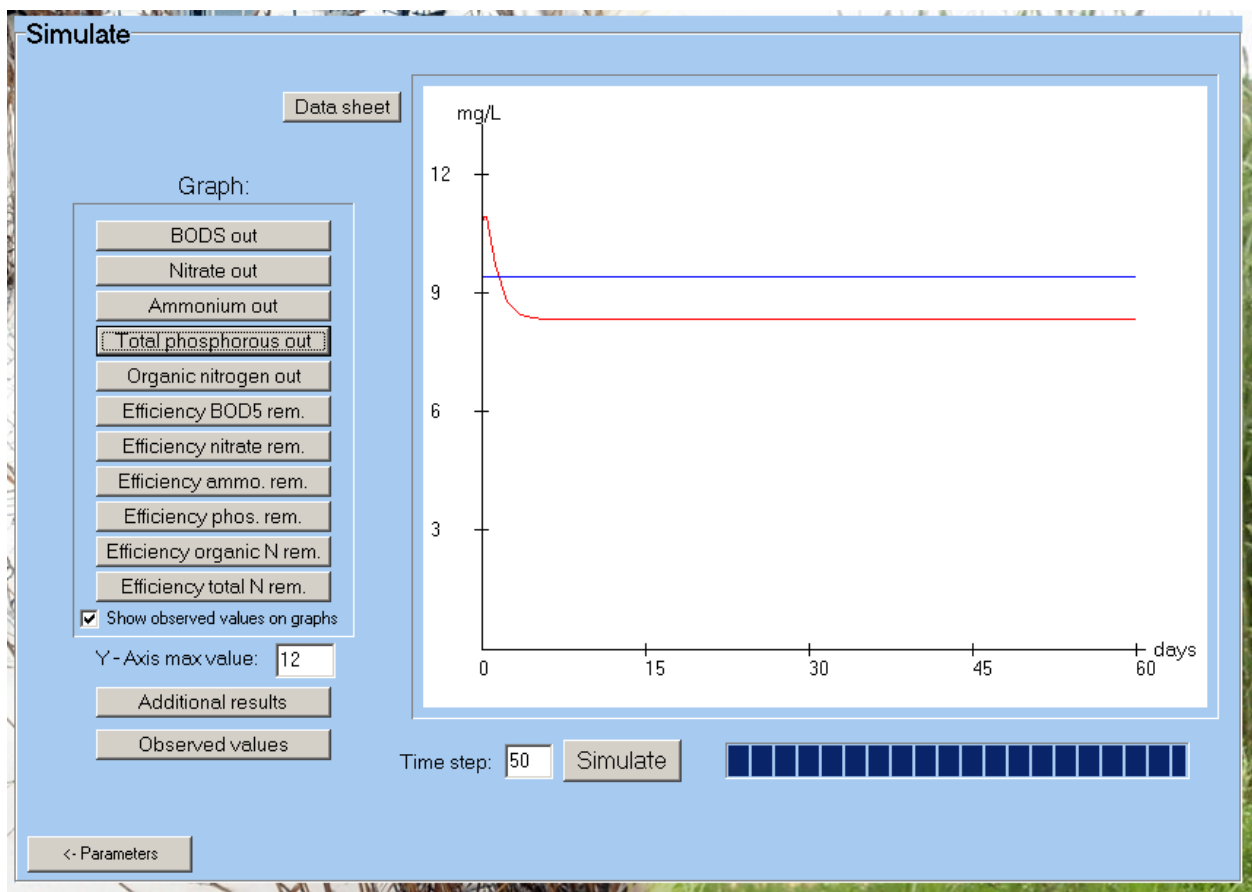 Simulate
Data sheet
Graph:
BODS out
Nitrate out
Ammonium out
Total phosphorous out
Organic nitrogen out
Efficiency BOD5 rem.
Efficiency nitrate rem.
Efficiency ammo. rem.
Efficiency phos. rem.
Efficiency organic N rem.
Efficiency total N rem.
Show observed values on graphs
Y - Axis max value: 12
Additional results
Observed values
mg/L
12
9
6
3
0 15 30 45 60 days
Time step: 50 Simulate
<- Parameters